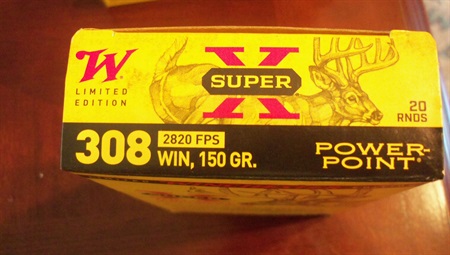 W
LIMITED
EDITION
X
SUPER
20
RNDS
308
2820 FPS
WIN, 150 GR.
POWER-
POINT®